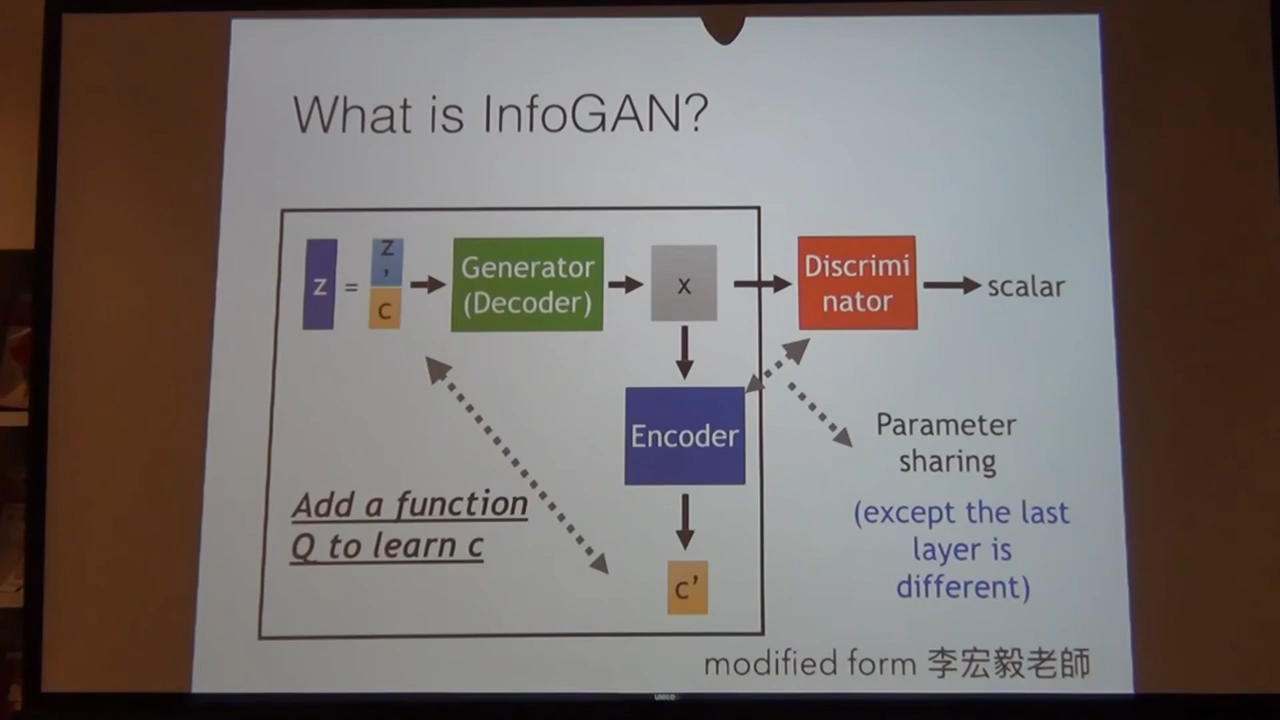 What is InfoGAN?
z = z' c
Generator
(Decoder)
x
Discrimi
nator
scalar
Encoder
Parameter
sharing
(except the last
layer is
different)
Add a function
Q to learn c
c'
modified form 李宏毅老師